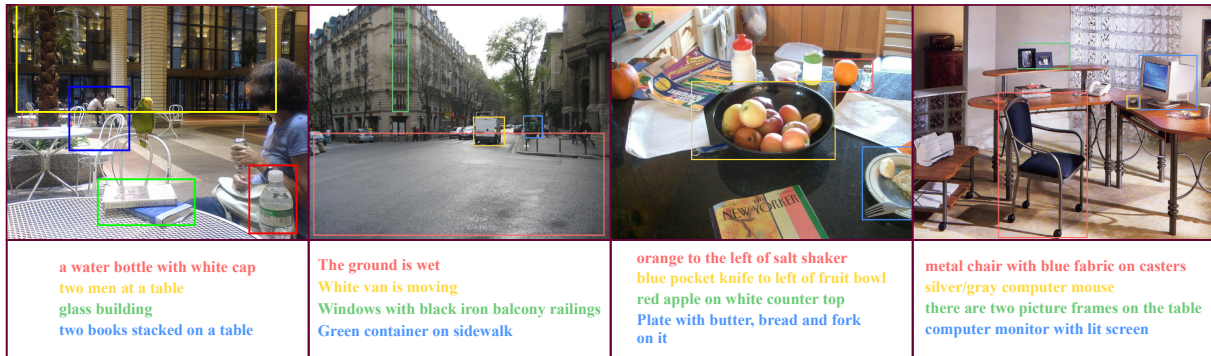 NEW YORKER
a water bottle with white cap
two men at a table
glass building
two books stacked on a table
The ground is wet
White van is moving
Windows with black iron balcony railings
Green container on sidewalk
orange to the left of salt shaker
blue pocket knife to left of fruit bowl
red apple on white counter top
Plate with butter, bread and fork
on it
metal chair with blue fabric on casters
silver/gray computer mouse
there are two picture frames on the table
computer monitor with lit screen